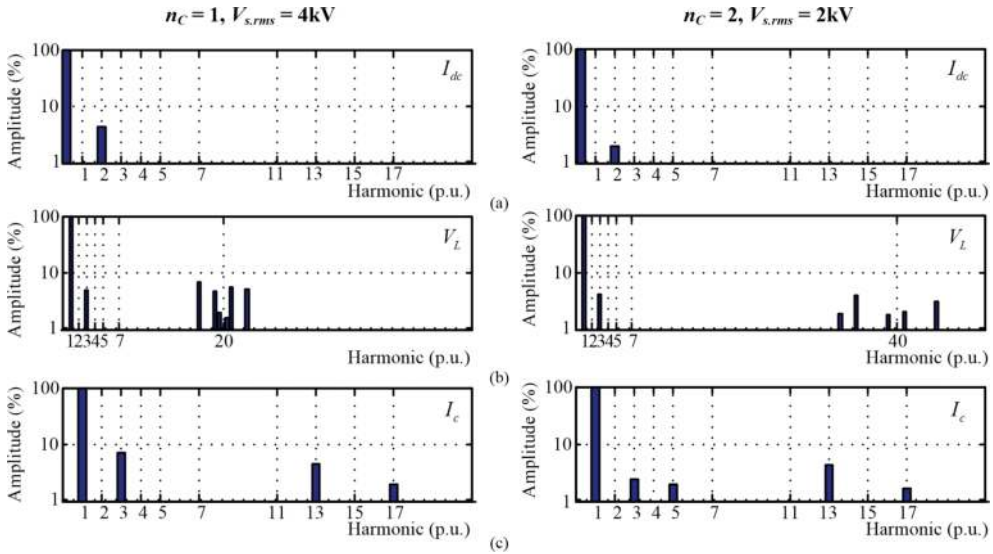 n_C = 1, V_s.rms = 4kV
n_C = 2, V_s.rms = 2kV
Amplitude (%)
100
10
1
I_dc
1 2 3 4 5 7 11 13 15 17
Harmonic (p.u.)
Amplitude (%)
100
10
1
I_dc
1 2 3 4 5 7 11 13 15 17
Harmonic (p.u.)
(a)
Amplitude (%)
100
10
1
V_L
12345 7 20
Harmonic (p.u.)
Amplitude (%)
100
10
1
V_L
12345 7 40
Harmonic (p.u.)
(b)
Amplitude (%)
100
10
1
I_c
1 2 3 4 5 7 11 13 15 17
Harmonic (p.u.)
Amplitude (%)
100
10
1
I_c
1 2 3 4 5 7 11 13 15 17
Harmonic (p.u.)
(c)